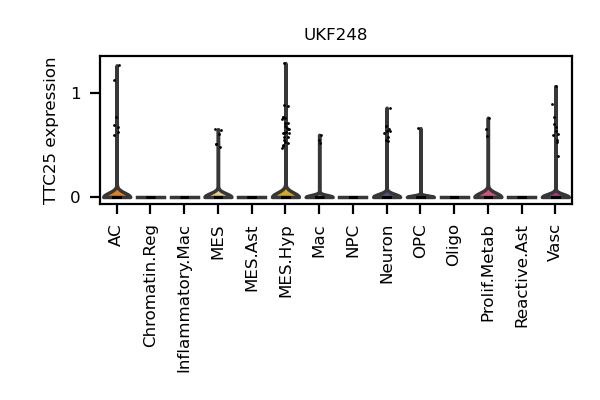 UKF248
TTC25 expression
1
0
AC
Chromatin.Reg
Inflammatory.Mac
MES
MES.Ast
MES.Hyp
Mac
NPC
Neuron
OPC
Oligo
Prolif.Metab
Reactive.Ast
Vasc